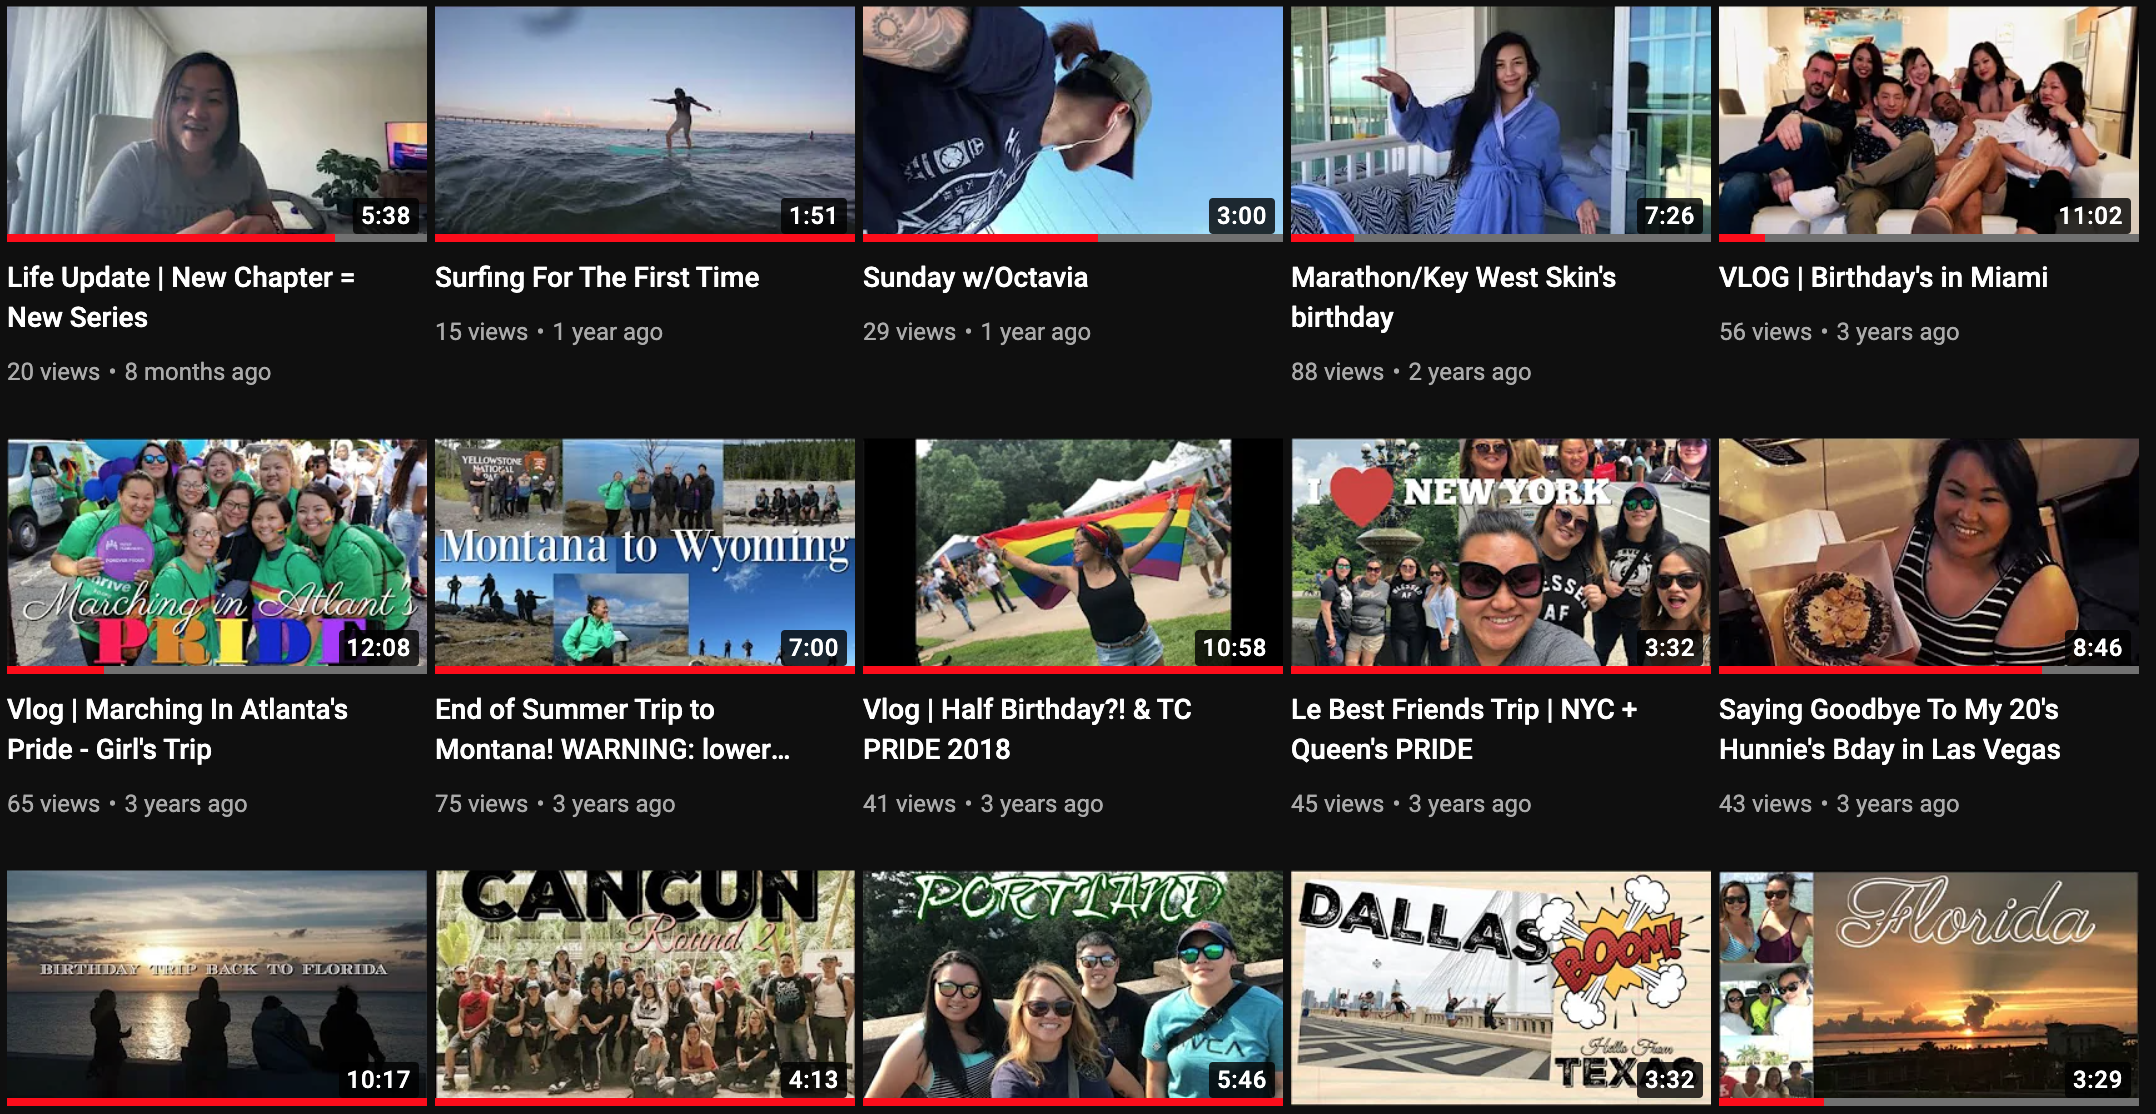 5:38
1:51
3:00
7:26
11:02
Life Update | New Chapter =
New Series
20 views • 8 months ago
Surfing For The First Time
15 views • 1 year ago
Sunday w/Octavia
29 views • 1 year ago
Marathon/Key West Skin's
birthday
88 views • 2 years ago
VLOG | Birthday's in Miami
56 views • 3 years ago
Marching in Atlant's
PRIDE
12:08
YELLOWSTONE
NATIONAL
Montana to Wyoming
7:00
10:58
I NEW YORK
BLESSED
AF
3:32
8:46
Vlog | Marching In Atlanta's
Pride - Girl's Trip
65 views • 3 years ago
End of Summer Trip to
Montana! WARNING: lower...
75 views • 3 years ago
Vlog | Half Birthday?! & TC
PRIDE 2018
41 views • 3 years ago
Le Best Friends Trip | NYC +
Queen's PRIDE
45 views • 3 years ago
Saying Goodbye To My 20's
Hunnie's Bday in Las Vegas
43 views • 3 years ago
BIRTHDAY TRIP BACK TO FLORIDA
10:17
CANCUN
Round 2
4:13
PORTLAND
5:46
DALLAS
BOOM!
Hello From
TEXAS
3:32
Florida
3:29